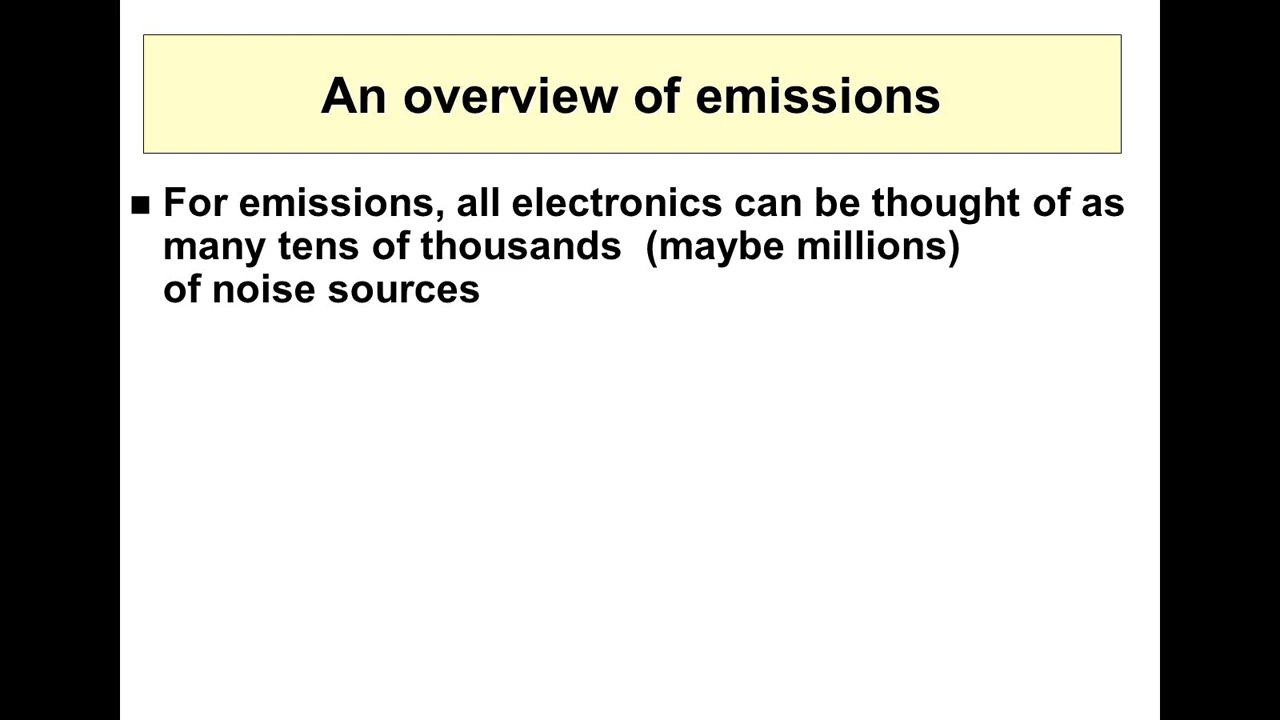 An overview of emissions
■ For emissions, all electronics can be thought of as
many tens of thousands (maybe millions)
of noise sources